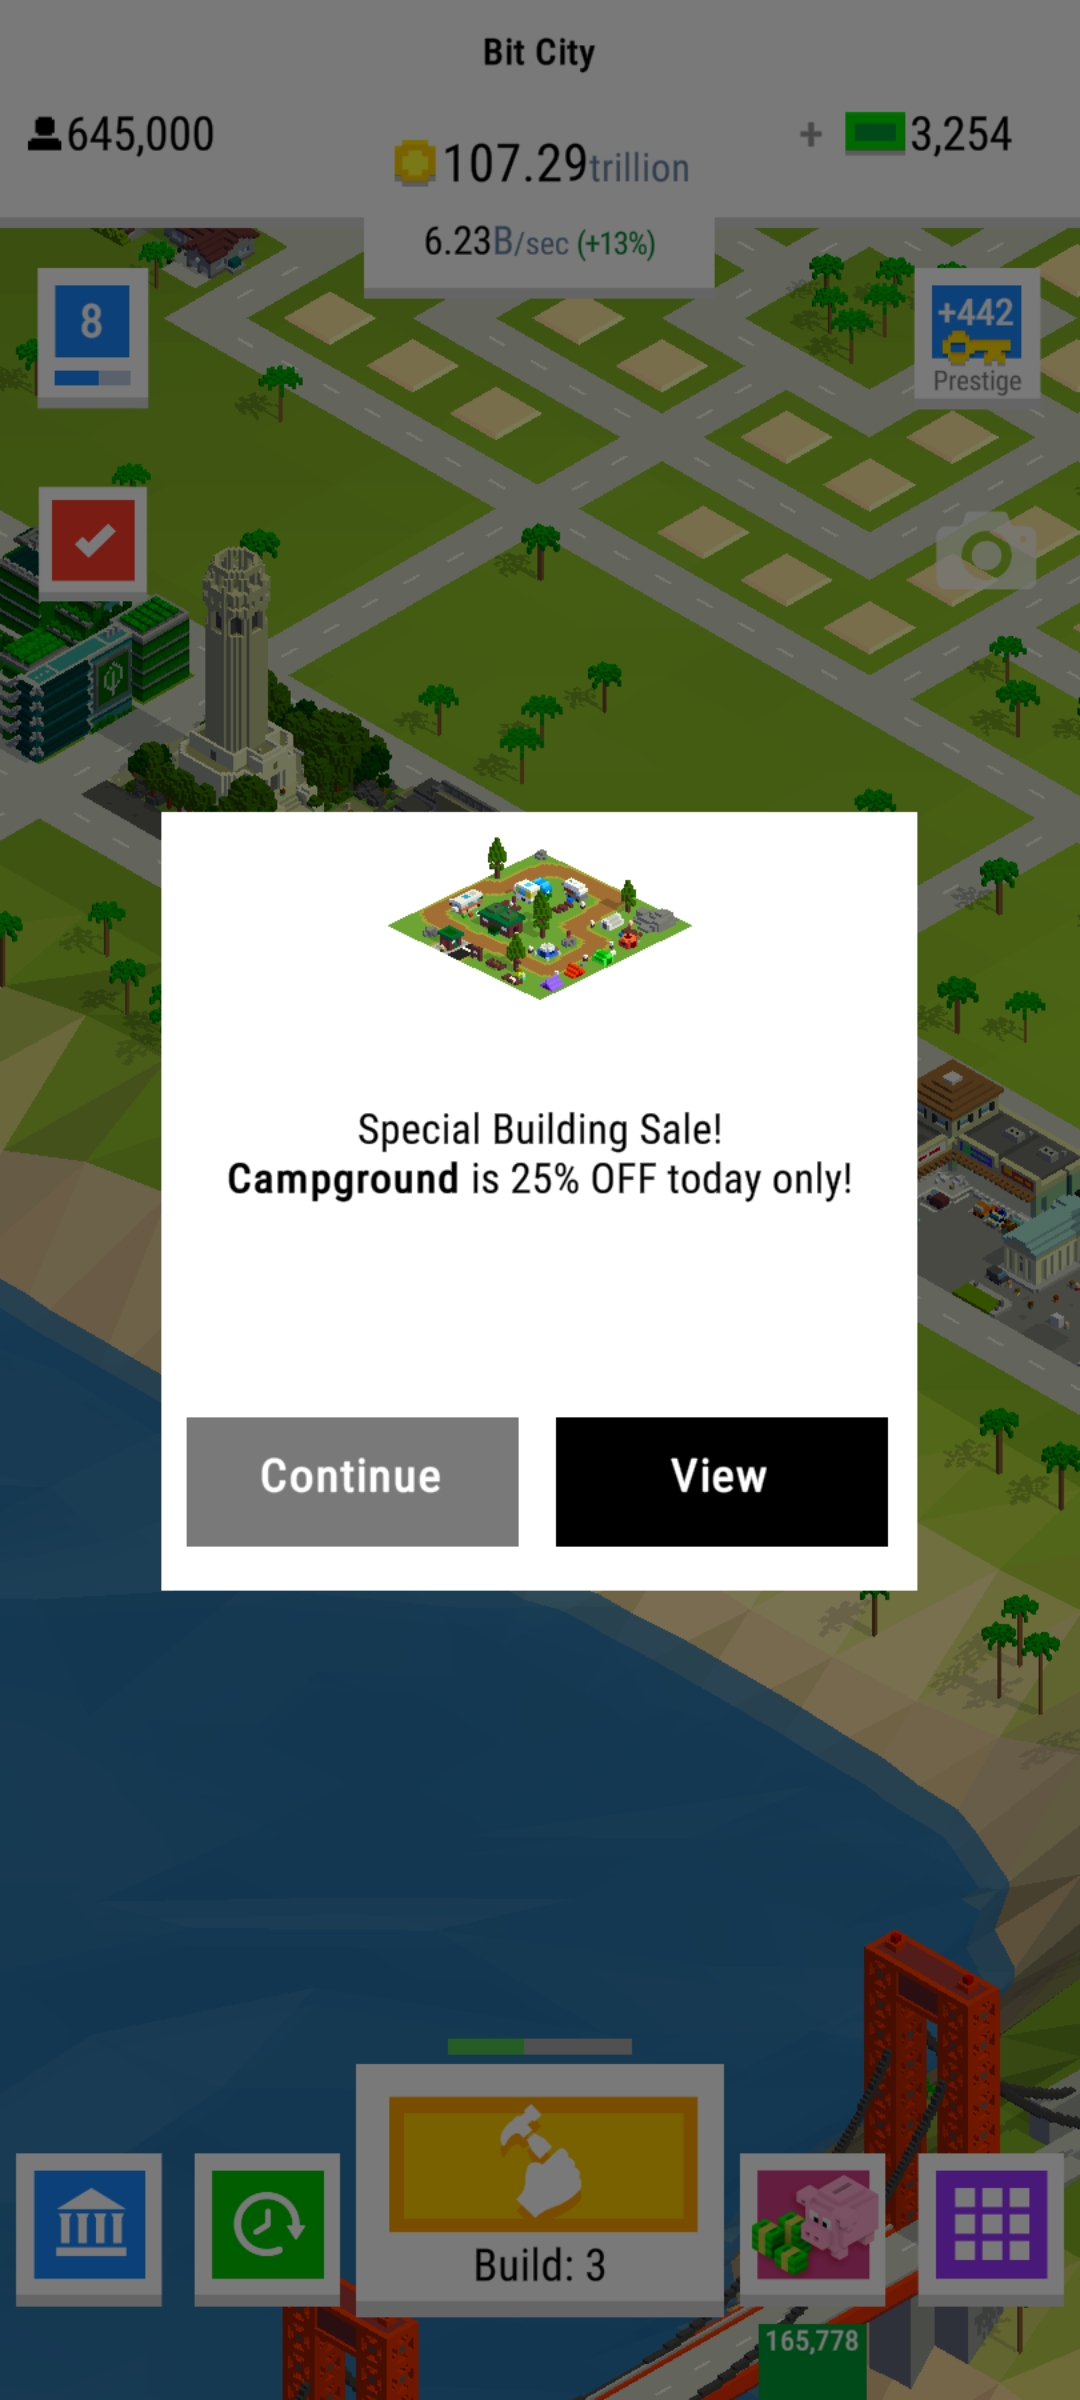 Bit City
645,000
107.29trillion
+ 3,254
6.23B/sec (+13%)
8
+442
Prestige
Special Building Sale!
Campground is 25% OFF today only!
Continue
View
Build: 3
165,778